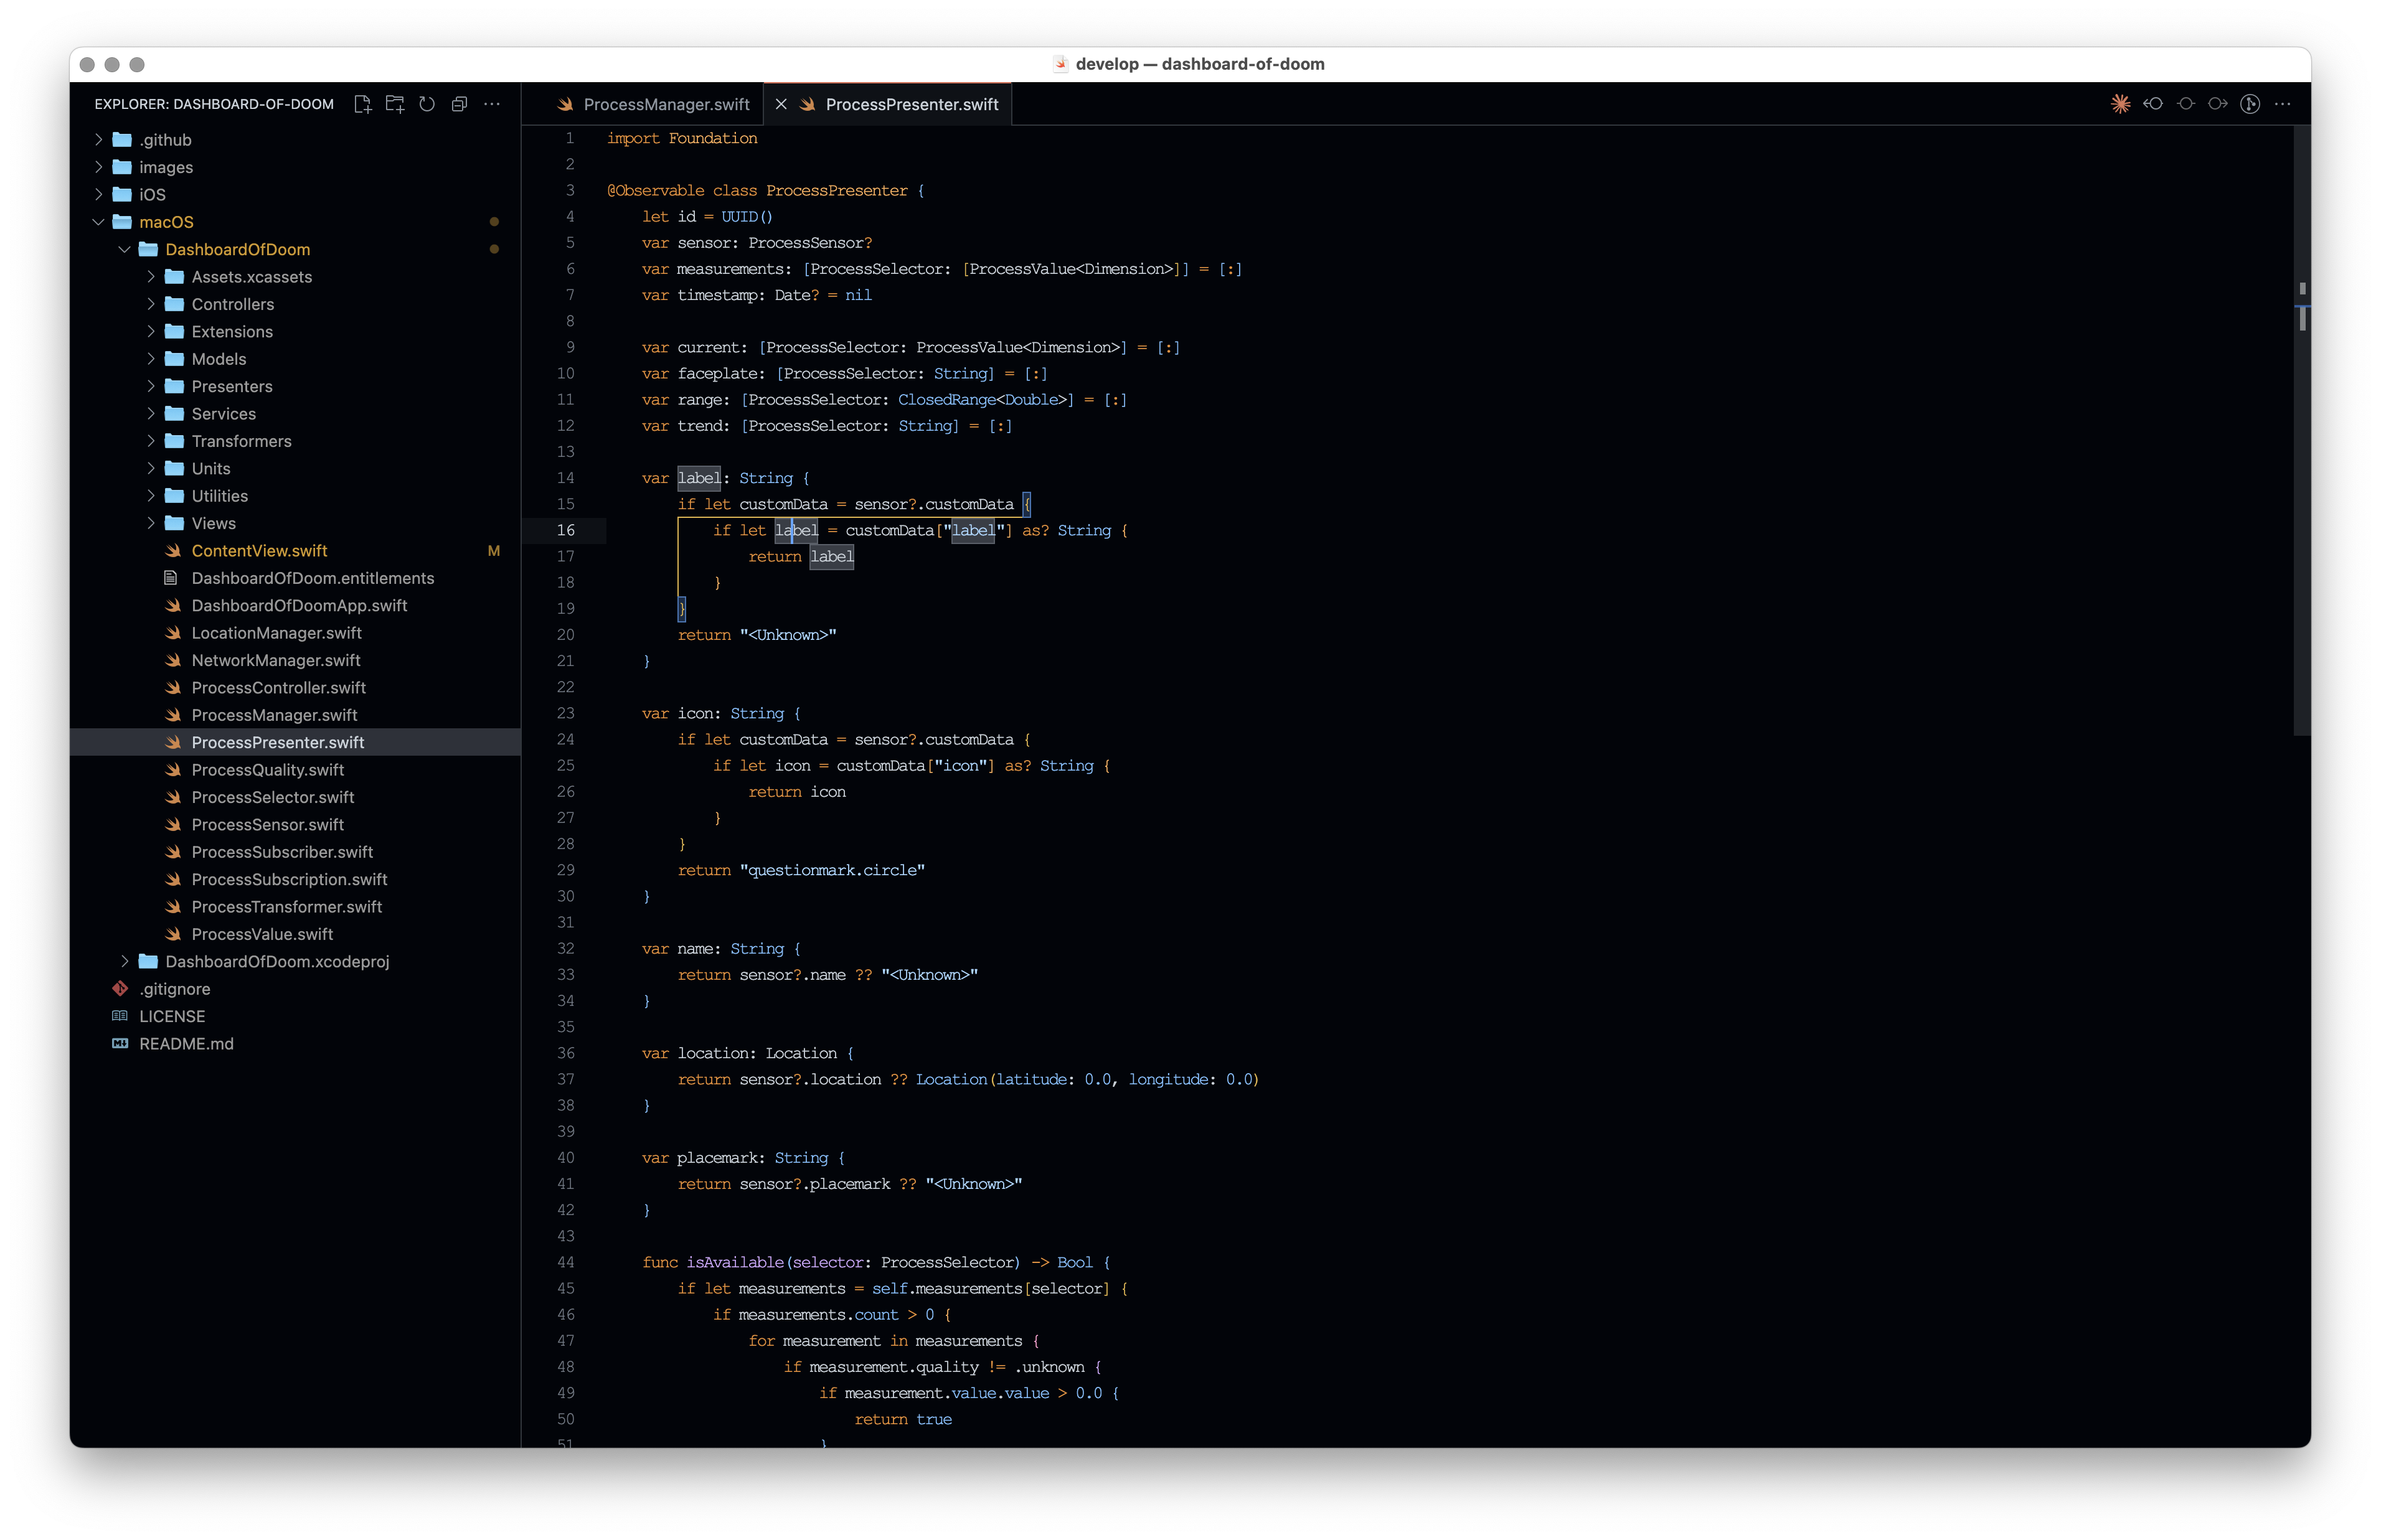 develop — dashboard-of-doom
EXPLORER: DASHBOARD-OF-DOOM
.github
images
iOS
macOS
DashboardOfDoom
Assets.xcassets
Controllers
Extensions
Models
Presenters
Services
Transformers
Units
Utilities
Views
ContentView.swift M
DashboardOfDoom.entitlements
DashboardOfDoomApp.swift
LocationManager.swift
NetworkManager.swift
ProcessController.swift
ProcessManager.swift
ProcessPresenter.swift
ProcessQuality.swift
ProcessSelector.swift
ProcessSensor.swift
ProcessSubscriber.swift
ProcessSubscription.swift
ProcessTransformer.swift
ProcessValue.swift
DashboardOfDoom.xcodeproj
.gitignore
LICENSE
README.md
ProcessManager.swift
ProcessPresenter.swift
1 import Foundation
2
3 @Observable class ProcessPresenter {
4     let id = UUID()
5     var sensor: ProcessSensor?
6     var measurements: [ProcessSelector: [ProcessValue<Dimension>]] = [:]
7     var timestamp: Date? = nil
8
9     var current: [ProcessSelector: ProcessValue<Dimension>] = [:]
10     var faceplate: [ProcessSelector: String] = [:]
11     var range: [ProcessSelector: ClosedRange<Double>] = [:]
12     var trend: [ProcessSelector: String] = [:]
13
14     var label: String {
15         if let customData = sensor?.customData {
16             if let label = customData["label"] as? String {
17                 return label
18             }
19         }
20         return "<Unknown>"
21     }
22
23     var icon: String {
24         if let customData = sensor?.customData {
25             if let icon = customData["icon"] as? String {
26                 return icon
27             }
28         }
29         return "questionmark.circle"
30     }
31
32     var name: String {
33         return sensor?.name ?? "<Unknown>"
34     }
35
36     var location: Location {
37         return sensor?.location ?? Location(latitude: 0.0, longitude: 0.0)
38     }
39
40     var placemark: String {
41         return sensor?.placemark ?? "<Unknown>"
42     }
43
44     func isAvailable(selector: ProcessSelector) -> Bool {
45         if let measurements = self.measurements[selector] {
46             if measurements.count > 0 {
47                 for measurement in measurements {
48                     if measurement.quality != .unknown {
49                         if measurement.value.value > 0.0 {
50                             return true
51                         }